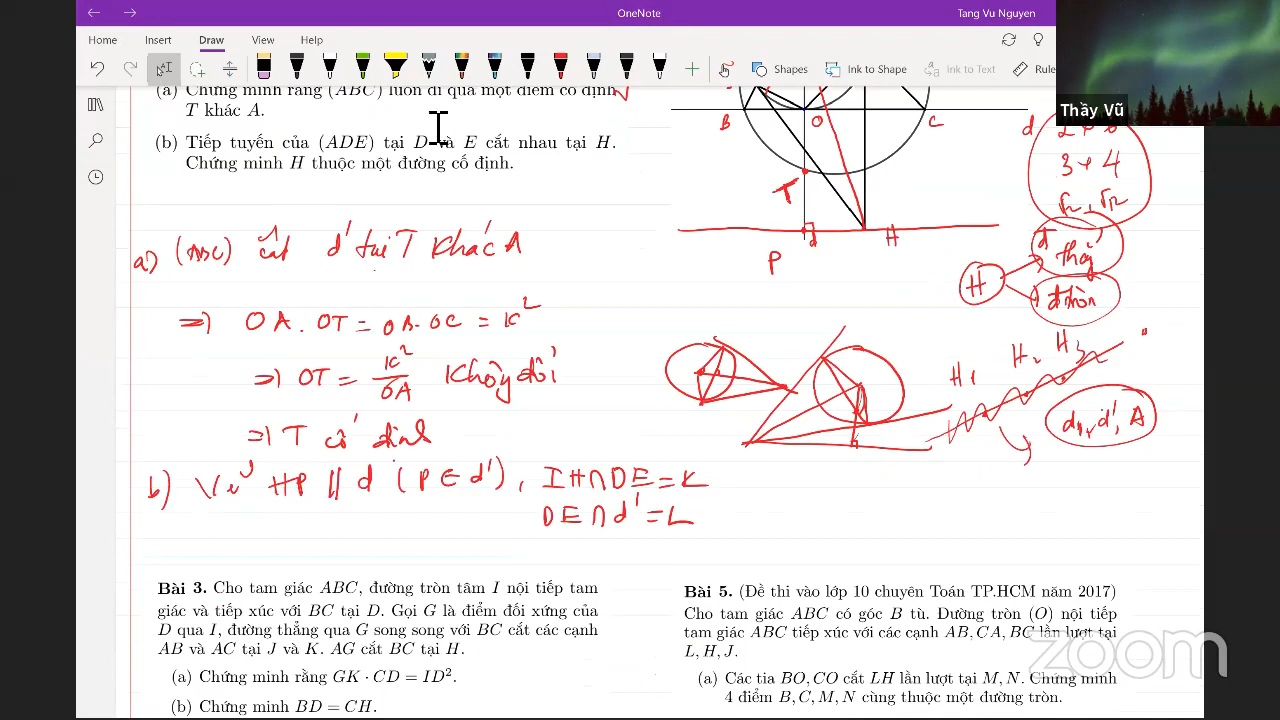 OneNote
Tang Vu Nguyen
Home Insert Draw View Help
Shapes
Ink to Text
Ink to Math
Thầy Vũ
(a) Chứng minh rằng (ABC) luôn đi qua một điểm cố định
T khác A.
(b) Tiếp tuyến của (ADE) tại D và E cắt nhau tại H.
Chứng minh H thuộc một đường cố định.
B O C d
T
P H
3 + 4
√2, √12
H
d thẳng
đ tròn
H1 H2 H3
d, d', A
a) (ABC) cắt d' tại T khác A
=> OA . OT = OB . OC = k²
=> OT = k²/OA không đổi
=> T cố định
b) Vẽ HP // d (P ∈ d'), IH ∩ DE = K
DE ∩ d' = L
Bài 3. Cho tam giác ABC, đường tròn tâm I nội tiếp tam
giác và tiếp xúc với BC tại D. Gọi G là điểm đối xứng của
D qua I, đường thẳng qua G song song với BC cắt các cạnh
AB và AC tại J và K. AG cắt BC tại H.
(a) Chứng minh rằng GK · CD = ID².
(b) Chứng minh BD = CH.
Bài 5. (Đề thi vào lớp 10 chuyên Toán TP.HCM năm 2017)
Cho tam giác ABC có góc B tù. Đường tròn (O) nội tiếp
tam giác ABC tiếp xúc với các cạnh AB, CA, BC lần lượt tại
L, H, J.
(a) Các tia BO, CO cắt LH lần lượt tại M, N. Chứng minh
4 điểm B, C, M, N cùng thuộc một đường tròn.
zoom